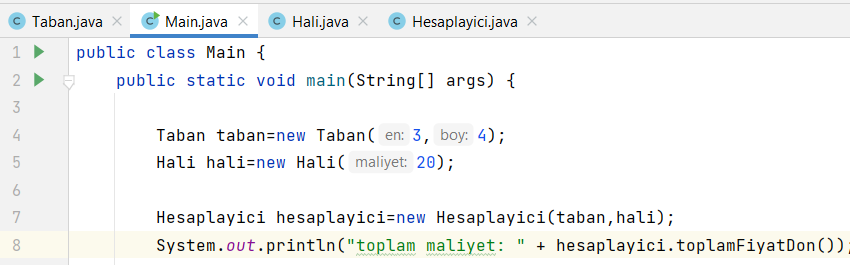 Taban.java Main.java Hali.java Hesaplayici.java
1 public class Main {
2 public static void main(String[] args) {
3
4 Taban taban=new Taban( en: 3, boy: 4);
5 Hali hali=new Hali( maliyet: 20);
6
7 Hesaplayici hesaplayici=new Hesaplayici(taban,hali);
8 System.out.println("toplam maliyet: " + hesaplayici.toplamFiyatDon());